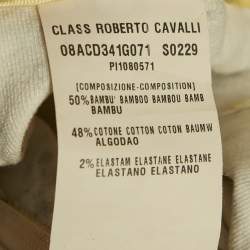 CLASS ROBERTO CAVALLI
08ACD341G071 S0229
PI1080571
[COMPOSIZIONE-COMPOSITION]
50% BAMBU' BAMBOO BAMBOU BAMB
BAMBU
48% COTONE COTTON COTON BAUMW
ALGODAO
2% ELASTAM ELASTANE ELASTANE
ELASTANO ELASTANO